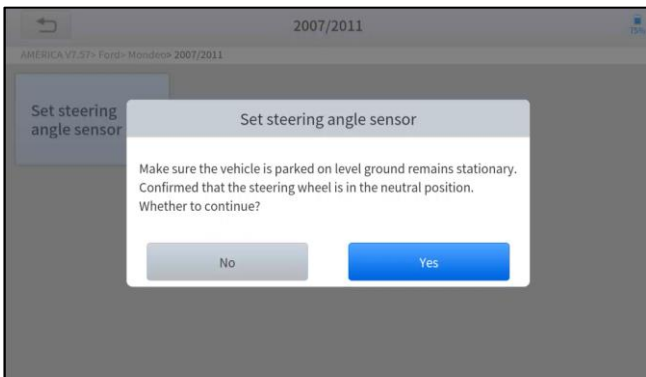 2007/2011
75%
AMERICA V7.57> Ford> Mondeo> 2007/2011
Set steering
angle sensor
Set steering angle sensor
Make sure the vehicle is parked on level ground remains stationary.
Confirmed that the steering wheel is in the neutral position.
Whether to continue?
No
Yes